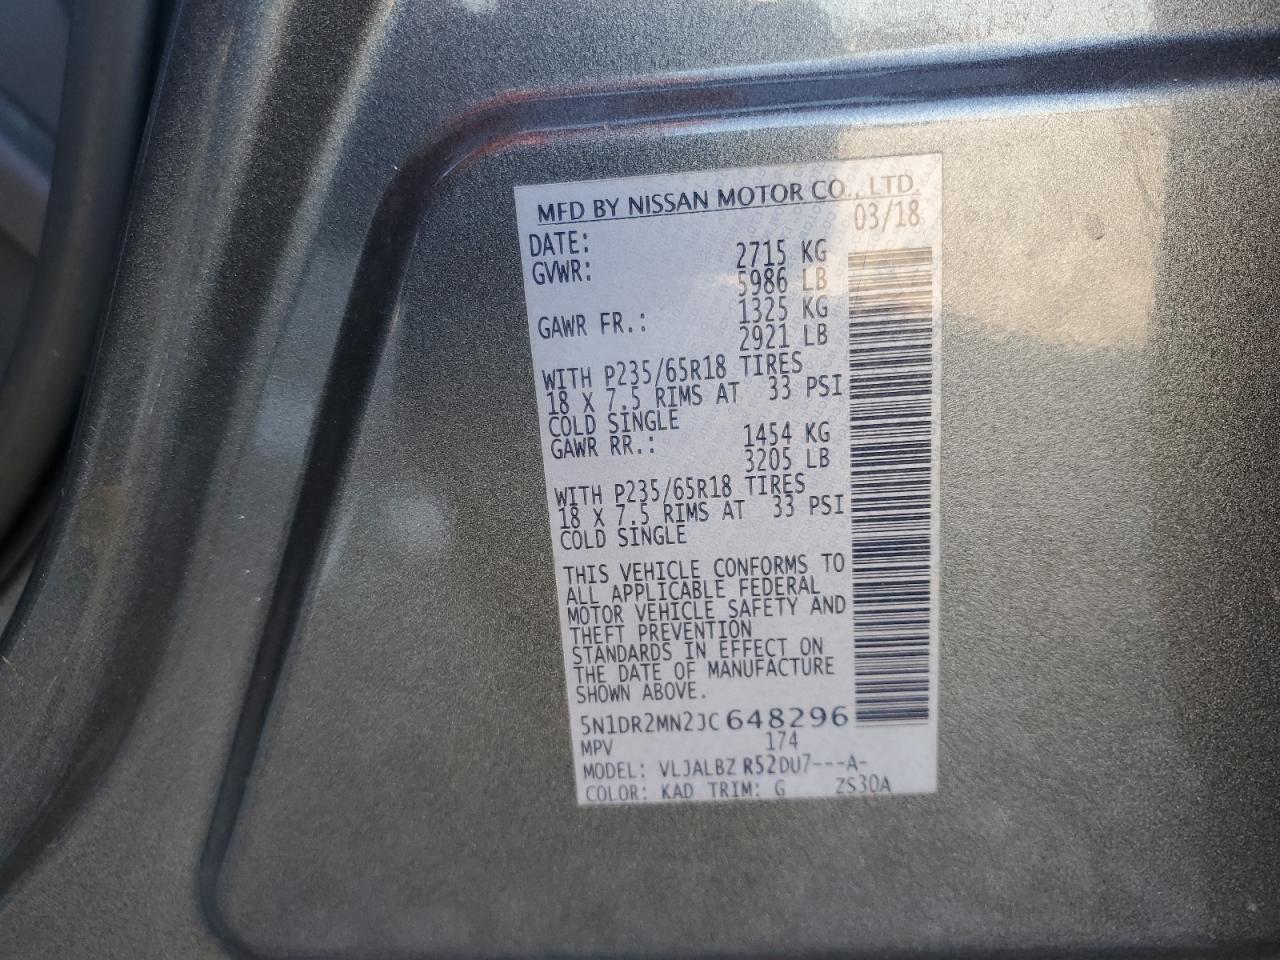 MFD BY NISSAN MOTOR CO., LTD.
DATE: 03/18
GVWR: 2715 KG
5986 LB
GAWR FR.: 1325 KG
2921 LB
WITH P235/65R18 TIRES
18 X 7.5 RIMS AT 33 PSI
COLD SINGLE
GAWR RR.: 1454 KG
3205 LB
WITH P235/65R18 TIRES
18 X 7.5 RIMS AT 33 PSI
COLD SINGLE
THIS VEHICLE CONFORMS TO
ALL APPLICABLE FEDERAL
MOTOR VEHICLE SAFETY AND
THEFT PREVENTION
STANDARDS IN EFFECT ON
THE DATE OF MANUFACTURE
SHOWN ABOVE.
5N1DR2MN2JC648296
MPV 174
MODEL: VLJALBZ R52DU7---A-
COLOR: KAD TRIM: G ZS30A